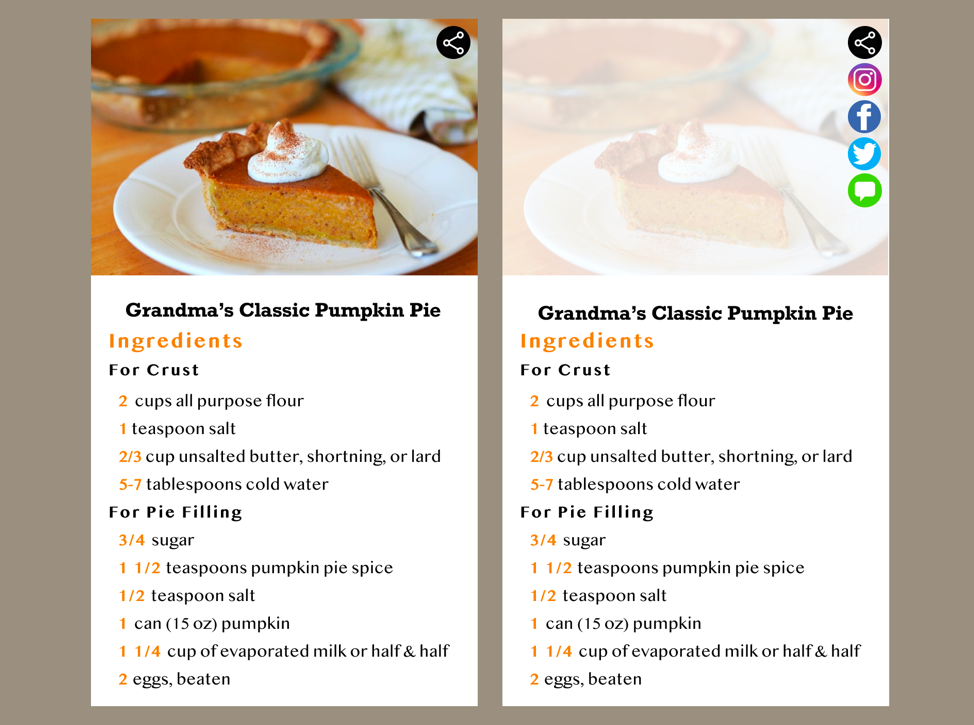 Grandma's Classic Pumpkin Pie
Ingredients
For Crust
2 cups all purpose flour
1 teaspoon salt
2/3 cup unsalted butter, shortning, or lard
5-7 tablespoons cold water
For Pie Filling
3/4 sugar
1 1/2 teaspoons pumpkin pie spice
1/2 teaspoon salt
1 can (15 oz) pumpkin
1 1/4 cup of evaporated milk or half & half
2 eggs, beaten
Grandma's Classic Pumpkin Pie
Ingredients
For Crust
2 cups all purpose flour
1 teaspoon salt
2/3 cup unsalted butter, shortning, or lard
5-7 tablespoons cold water
For Pie Filling
3/4 sugar
1 1/2 teaspoons pumpkin pie spice
1/2 teaspoon salt
1 can (15 oz) pumpkin
1 1/4 cup of evaporated milk or half & half
2 eggs, beaten